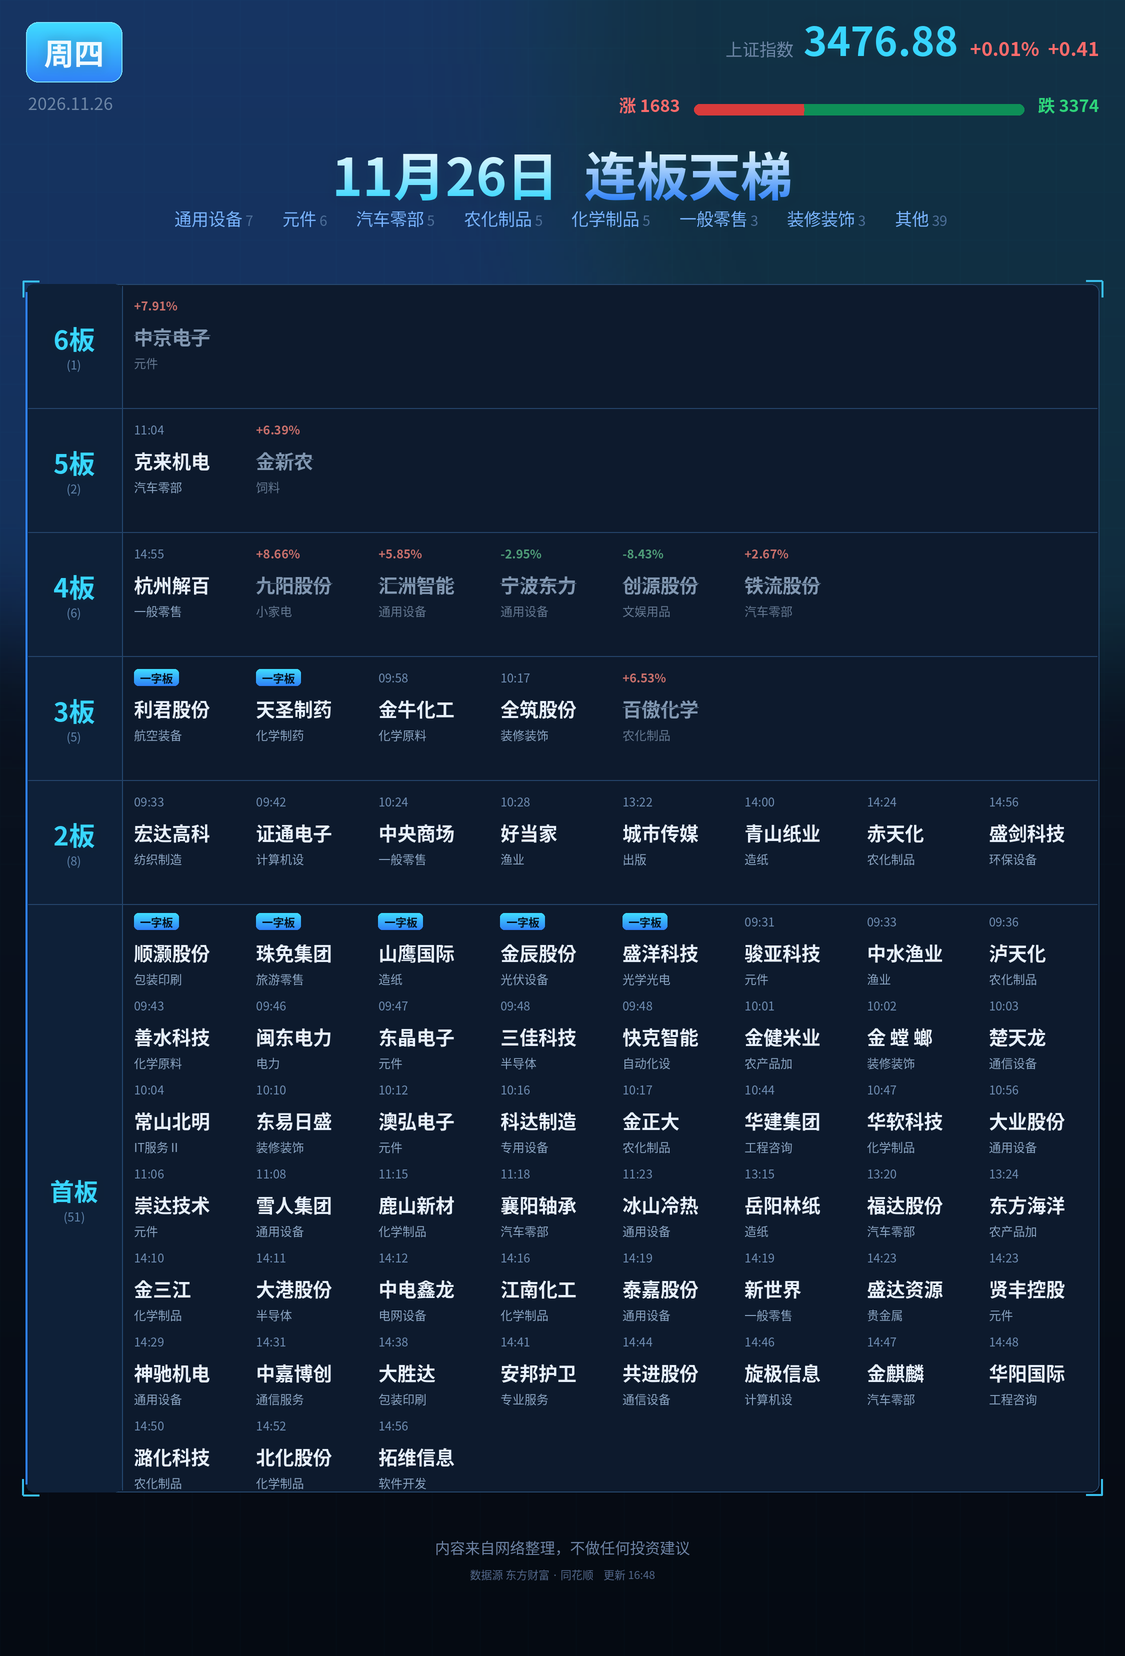 周四
上证指数 3476.88 +0.01% +0.41
2026.11.26
涨 1683 跌 3374
11月26日 连板天梯
通用设备 7 元件 6 汽车零部 5 农化制品 5 化学制品 5 一般零售 3 装修装饰 3 其他 39
6板
(1)
+7.91%
中京电子
元件
5板
(2)
11:04 +6.39%
克来机电 金新农
汽车零部 饲料
4板
(6)
14:55 +8.66% +5.85% -2.95% -8.43% +2.67%
杭州解百 九阳股份 汇洲智能 宁波东力 创源股份 铁流股份
一般零售 小家电 通用设备 通用设备 文娱用品 汽车零部
3板
(5)
一字板 一字板 09:58 10:17 +6.53%
利君股份 天圣制药 金牛化工 全筑股份 百傲化学
航空装备 化学制药 化学原料 装修装饰 农化制品
2板
(8)
09:33 09:42 10:24 10:28 13:22 14:00 14:24 14:56
宏达高科 证通电子 中央商场 好当家 城市传媒 青山纸业 赤天化 盛剑科技
纺织制造 计算机设 一般零售 渔业 出版 造纸 农化制品 环保设备
首板
(51)
一字板 一字板 一字板 一字板 一字板 09:31 09:33 09:36
顺灏股份 珠免集团 山鹰国际 金辰股份 盛洋科技 骏亚科技 中水渔业 泸天化
包装印刷 旅游零售 造纸 光伏设备 光学光电 元件 渔业 农化制品
09:43 09:46 09:47 09:48 09:48 10:01 10:02 10:03
善水科技 闽东电力 东晶电子 三佳科技 快克智能 金健米业 金 螳 螂 楚天龙
化学原料 电力 元件 半导体 自动化设 农产品加 装修装饰 通信设备
10:04 10:10 10:12 10:16 10:17 10:44 10:47 10:56
常山北明 东易日盛 澳弘电子 科达制造 金正大 华建集团 华软科技 大业股份
IT服务Ⅱ 装修装饰 元件 专用设备 农化制品 工程咨询 化学制品 通用设备
11:06 11:08 11:15 11:18 11:23 13:15 13:20 13:24
崇达技术 雪人集团 鹿山新材 襄阳轴承 冰山冷热 岳阳林纸 福达股份 东方海洋
元件 通用设备 化学制品 汽车零部 通用设备 造纸 汽车零部 农产品加
14:10 14:11 14:12 14:16 14:19 14:19 14:23 14:23
金三江 大港股份 中电鑫龙 江南化工 泰嘉股份 新世界 盛达资源 贤丰控股
化学制品 半导体 电网设备 化学制品 通用设备 一般零售 贵金属 元件
14:29 14:31 14:38 14:41 14:44 14:46 14:47 14:48
神驰机电 中嘉博创 大胜达 安邦护卫 共进股份 旋极信息 金麒麟 华阳国际
通用设备 通信服务 包装印刷 专业服务 通信设备 计算机设 汽车零部 工程咨询
14:50 14:52 14:56
潞化科技 北化股份 拓维信息
农化制品 化学制品 软件开发
内容来自网络整理，不做任何投资建议
数据源 东方财富 · 同花顺 更新 16:48